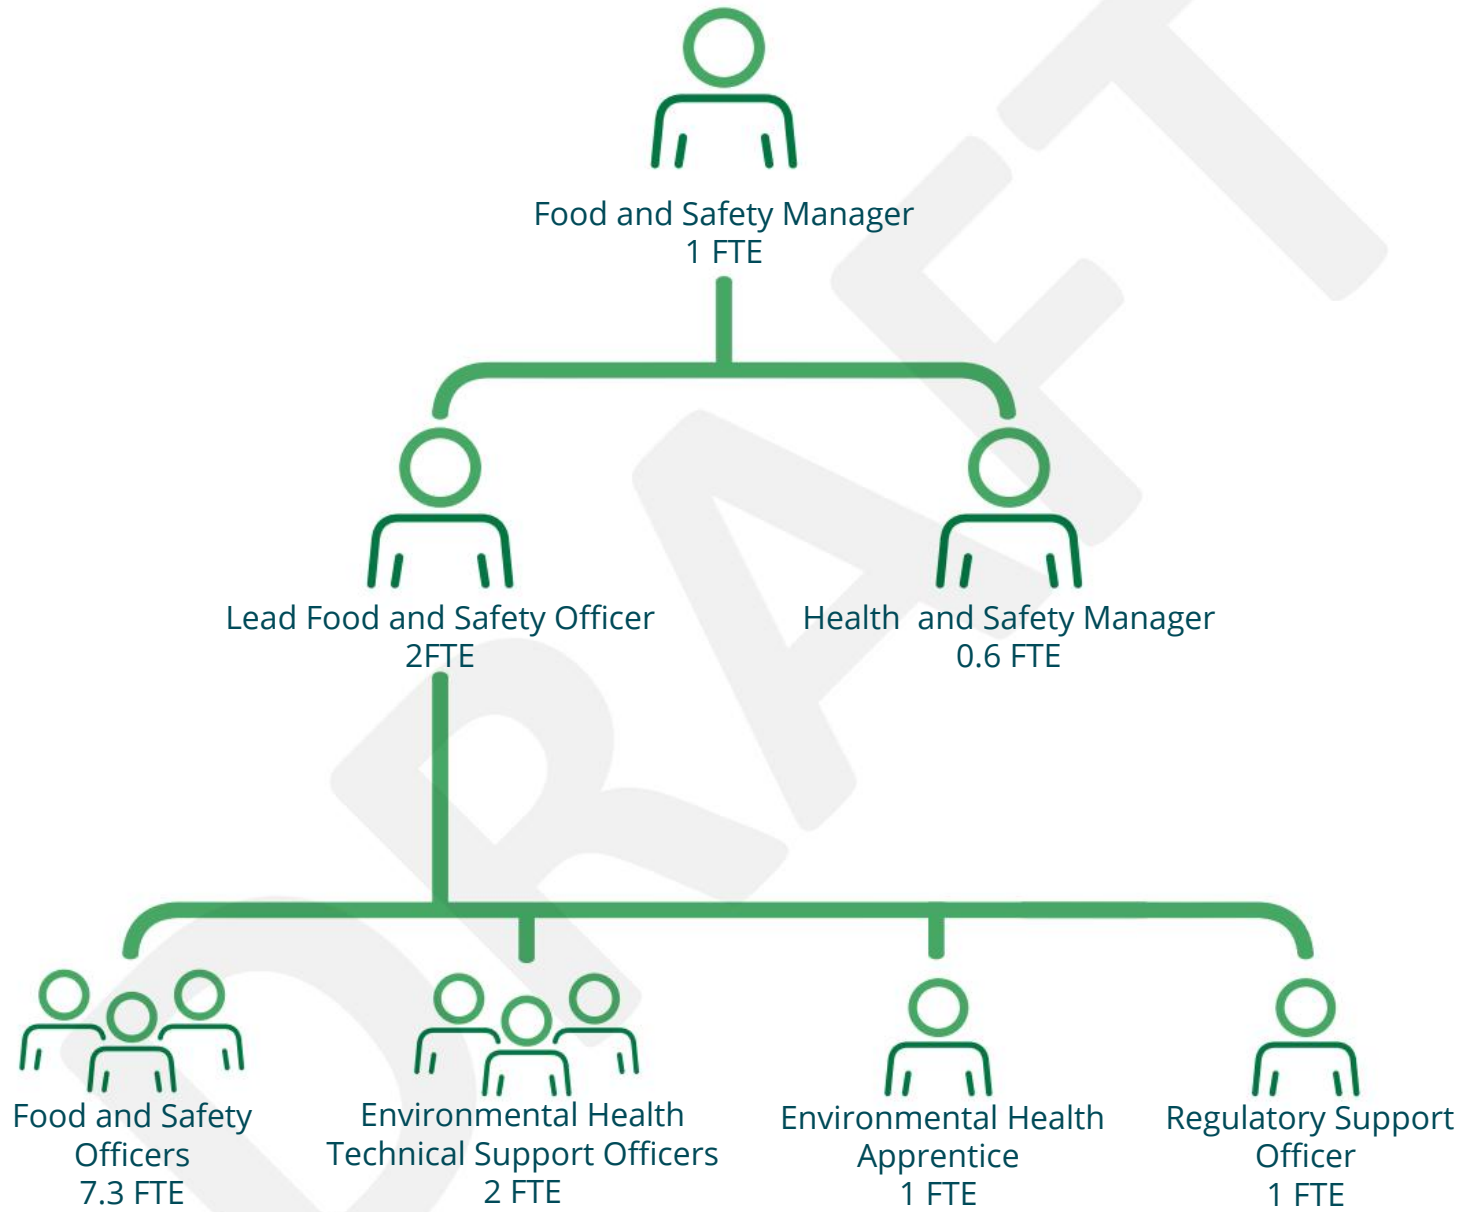 Food and Safety Manager
1 FTE
Lead Food and Safety Officer
2FTE
Health  and Safety Manager
0.6 FTE
Food and Safety
Officers
7.3 FTE
Environmental Health
Technical Support Officers
2 FTE
Environmental Health
Apprentice
1 FTE
Regulatory Support
Officer
1 FTE
DRAFT